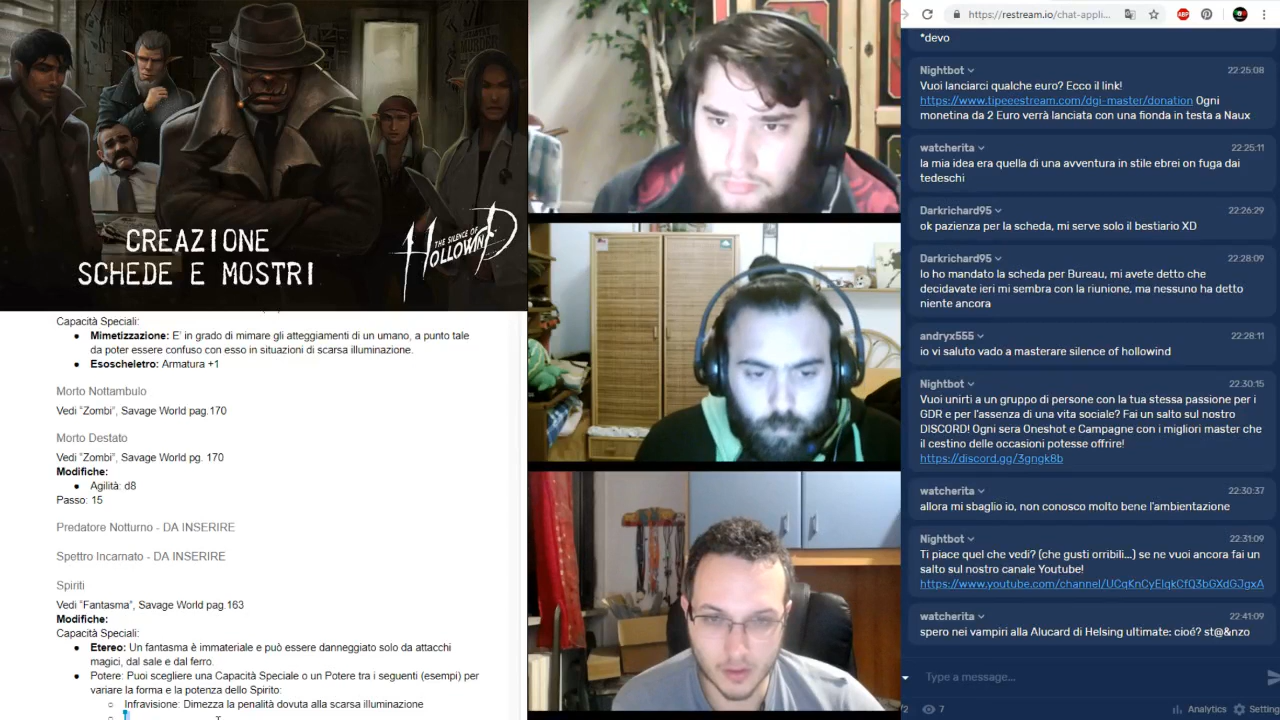 CREAZIONE
SCHEDE E MOSTRI
THE SILENCE OF
HOLLOWIND
Capacità Speciali:
● Mimetizzazione: E' in grado di mimare gli atteggiamenti di un umano, a punto tale
da poter essere confuso con esso in situazioni di scarsa illuminazione.
● Esoscheletro: Armatura +1
Morto Nottambulo
Vedi "Zombi", Savage World pag.170
Morto Destato
Vedi "Zombi", Savage World pg. 170
Modifiche:
● Agilità: d8
Passo: 15
Predatore Notturno - DA INSERIRE
Spettro Incarnato - DA INSERIRE
Spiriti
Vedi "Fantasma", Savage World pag.163
Modifiche:
Capacità Speciali:
● Etereo: Un fantasma è immateriale e può essere danneggiato solo da attacchi
magici, dal sale e dal ferro.
● Potere: Puoi scegliere una Capacità Speciale o un Potere tra i seguenti (esempi) per
variare la forma e la potenza dello Spirito:
○ Infravisione: Dimezza la penalità dovuta alla scarsa illuminazione
https://restream.io/chat-appli...
ABP
*devo
Nightbot 22:25:08
Vuoi lanciarci qualche euro? Ecco il link!
https://www.tipeeestream.com/dgi-master/donation Ogni
monetina da 2 Euro verrà lanciata con una fionda in testa a Naux
watcherita 22:25:11
la mia idea era quella di una avventura in stile ebrei on fuga dai
tedeschi
Darkrichard95 22:26:29
ok pazienza per la scheda, mi serve solo il bestiario XD
Darkrichard95 22:28:09
Io ho mandato la scheda per Bureau, mi avete detto che
decidavate ieri mi sembra con la riunione, ma nessuno ha detto
niente ancora
andryx555 22:28:11
io vi saluto vado a masterare silence of hollowind
Nightbot 22:30:15
Vuoi unirti a un gruppo di persone con la tua stessa passione per i
GDR e per l'assenza di una vita sociale? Fai un salto sul nostro
DISCORD! Ogni sera Oneshot e Campagne con i migliori master che
il cestino delle occasioni potesse offrire!
https://discord.gg/3gngk8b
watcherita 22:30:37
allora mi sbaglio io, non conosco molto bene l'ambientazione
Nightbot 22:31:09
Ti piace quel che vedi? (che gusti orribili...) se ne vuoi ancora fai un
salto sul nostro canale Youtube!
https://www.youtube.com/channel/UCqKnCyElqkCfQ3bGXdGJgxA
watcherita 22:41:09
spero nei vampiri alla Alucard di Helsing ultimate: cioé? st@&nzo
Type a message...
7
Analytics
Setting